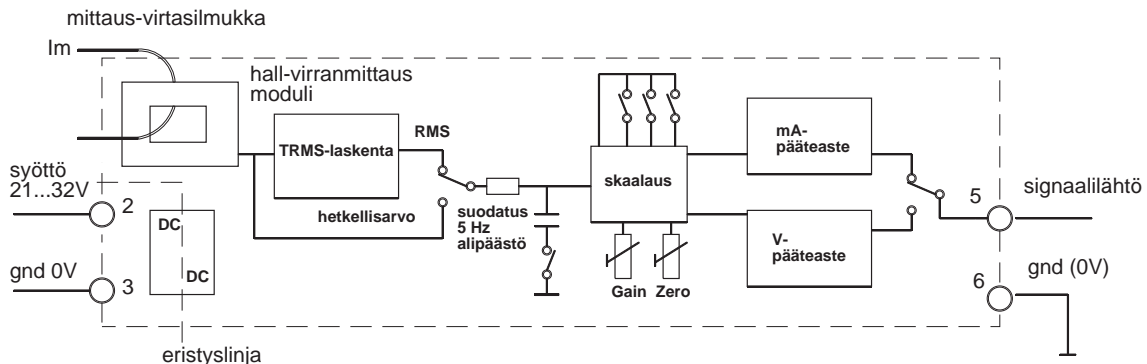 mittaus-virtasilmukka
Im
hall-virranmittaus
moduli
syöttö
21...32V
2
gnd 0V
3
DC
DC
eristyslinja
TRMS-laskenta
RMS
hetkellisarvo
suodatus
5 Hz
alipäästö
skaalaus
Gain
Zero
mA-
pääteaste
V-
pääteaste
5
signaalilähtö
6
gnd (0V)